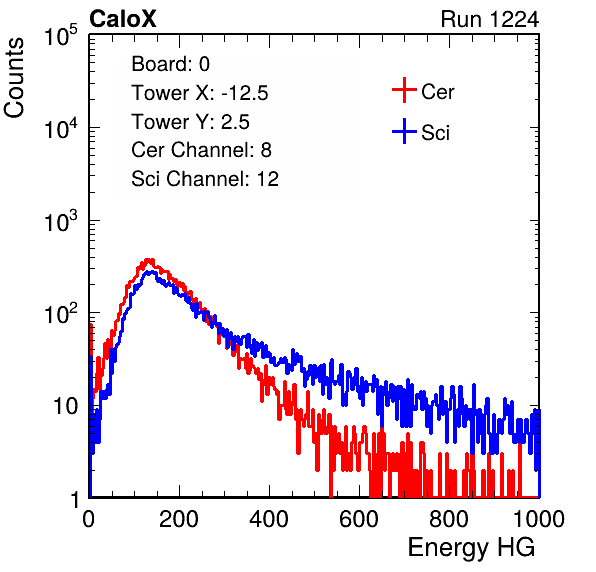 CaloX Run 1224
Counts
10^5
10^4
10^3
10^2
10
1
Board: 0
Tower X: -12.5
Tower Y: 2.5
Cer Channel: 8
Sci Channel: 12
Cer
Sci
0 200 400 600 800 1000
Energy HG